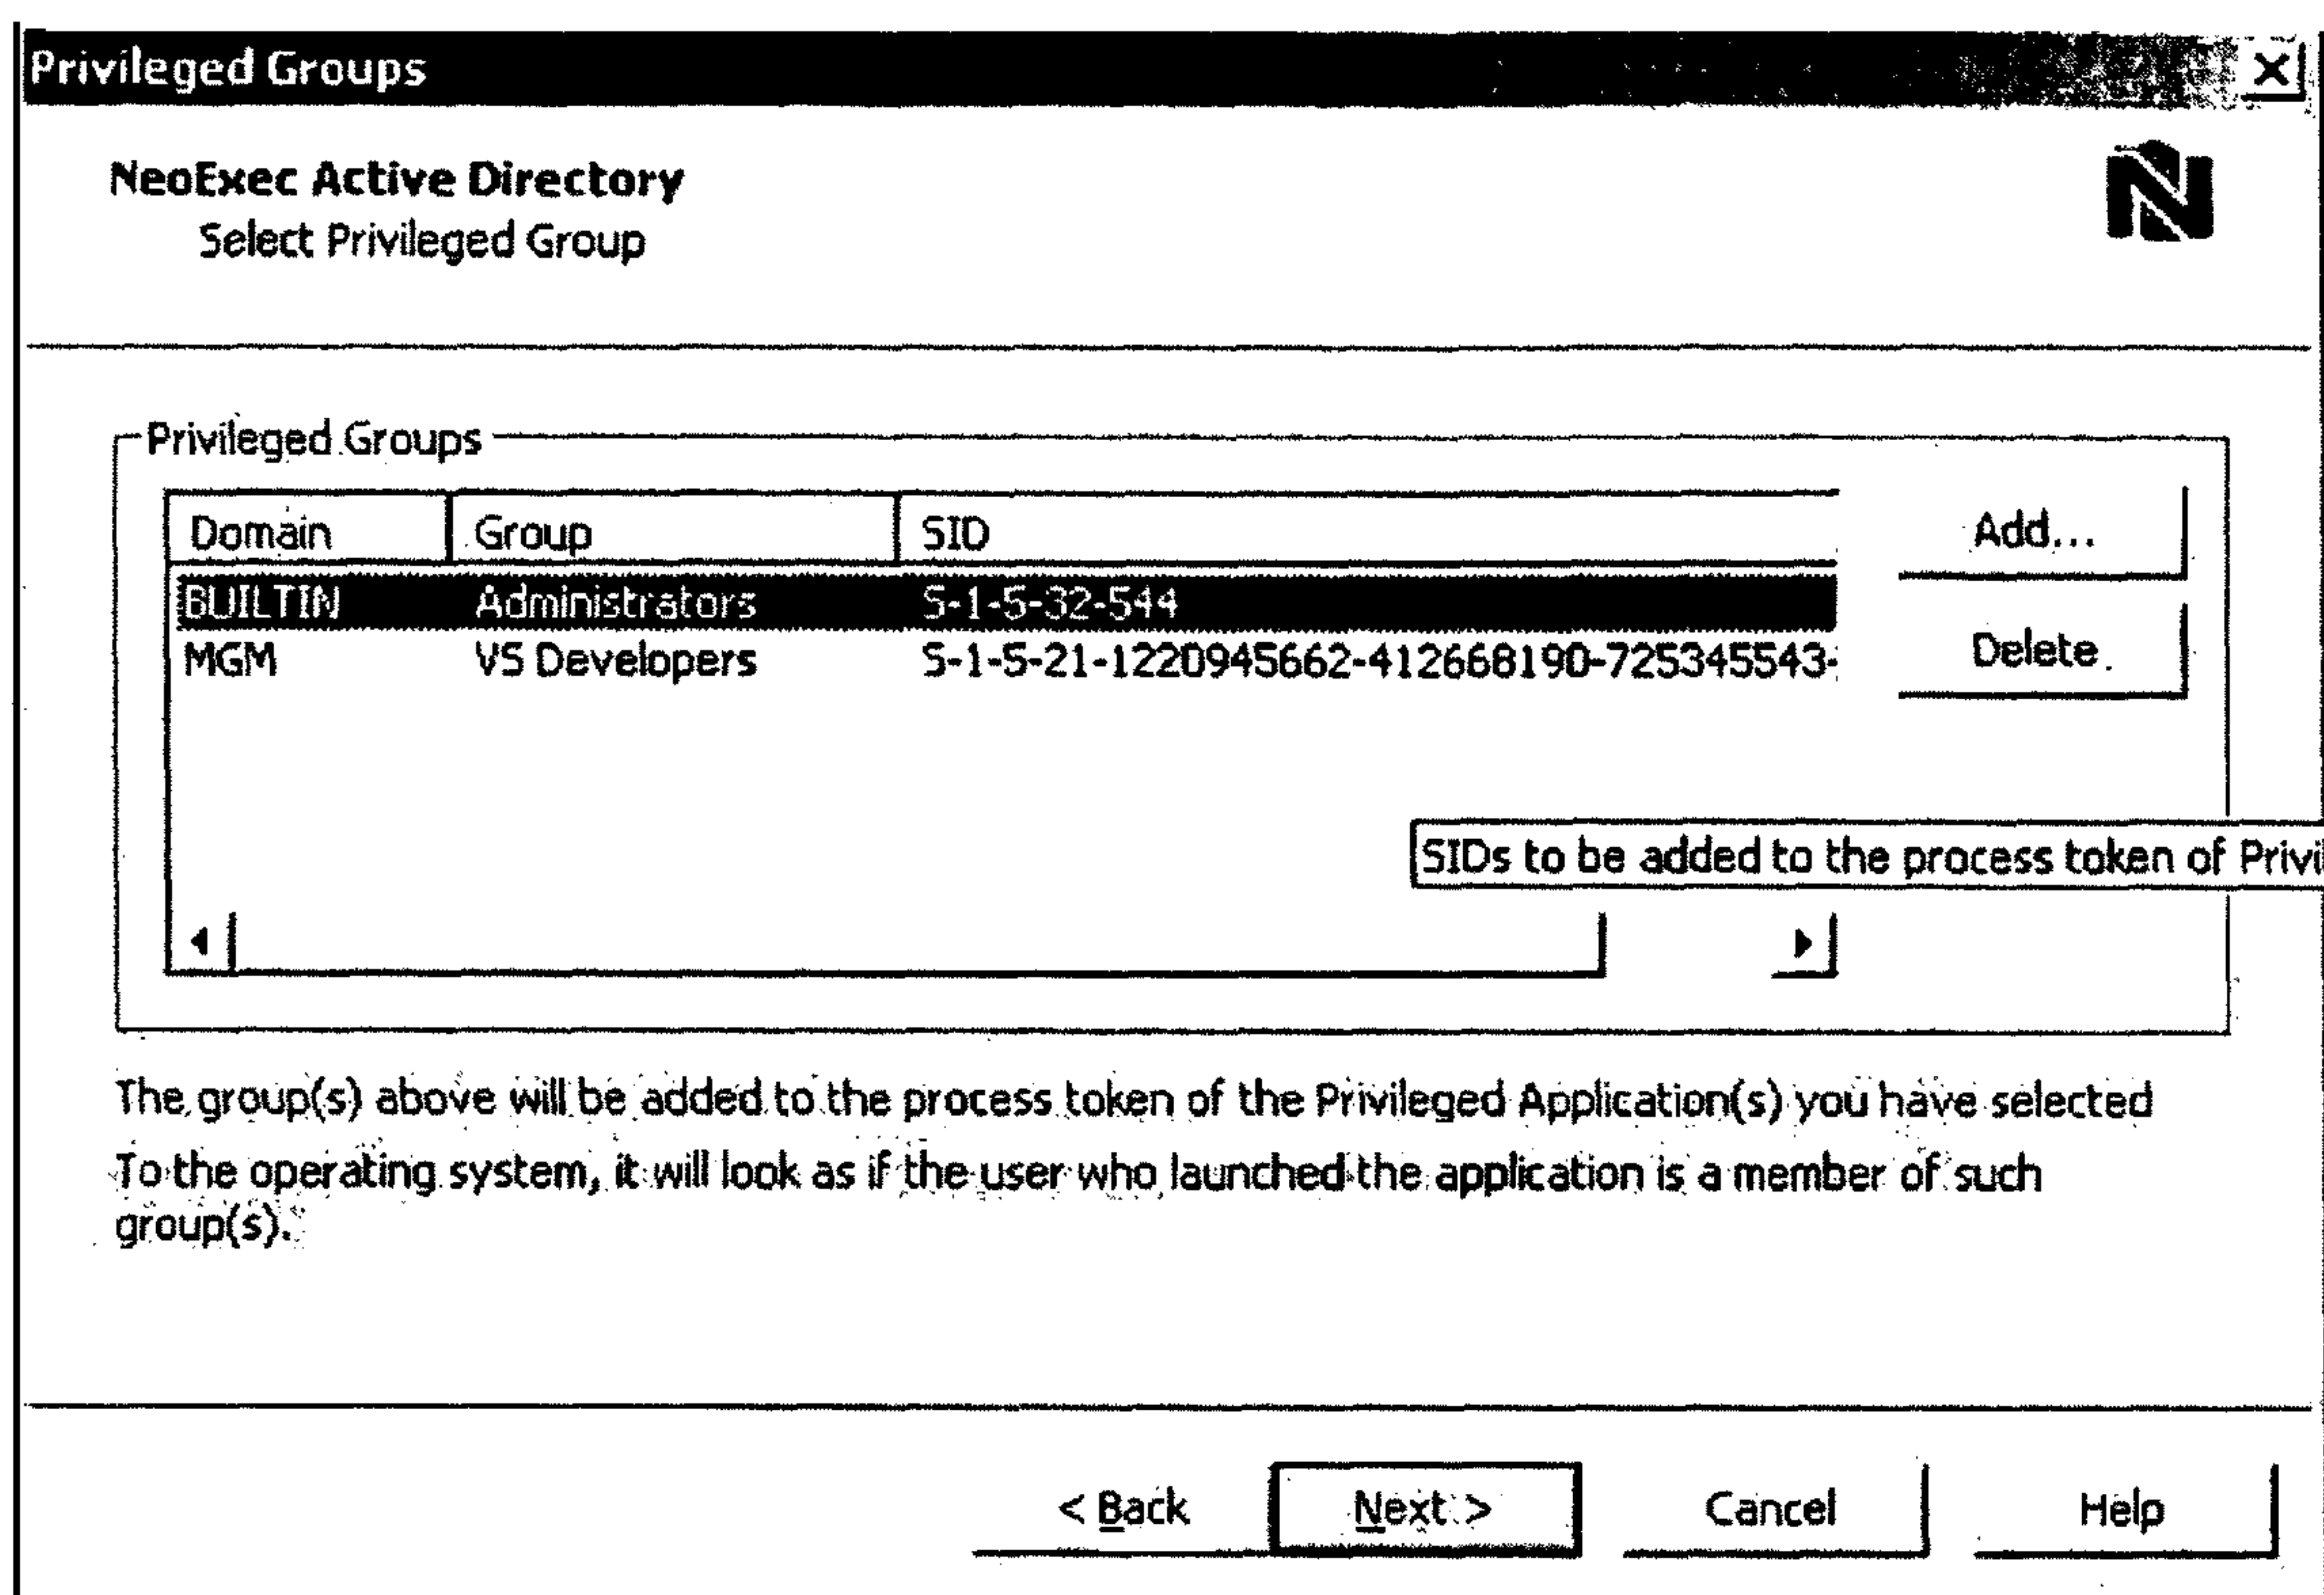 Privileged Groups
NeoExec Active Directory
Select Privileged Group
Privileged Groups
Domain Group SID
BUILTIN Administrators S-1-5-32-544
MGM VS Developers S-1-5-21-1220945662-412668190-725345543-
Add...
Delete
SIDs to be added to the process token of Privi
The group(s) above will be added to the process token of the Privileged Application(s) you have selected
To the operating system, it will look as if the user who launched the application is a member of such
group(s).
< Back Next > Cancel Help